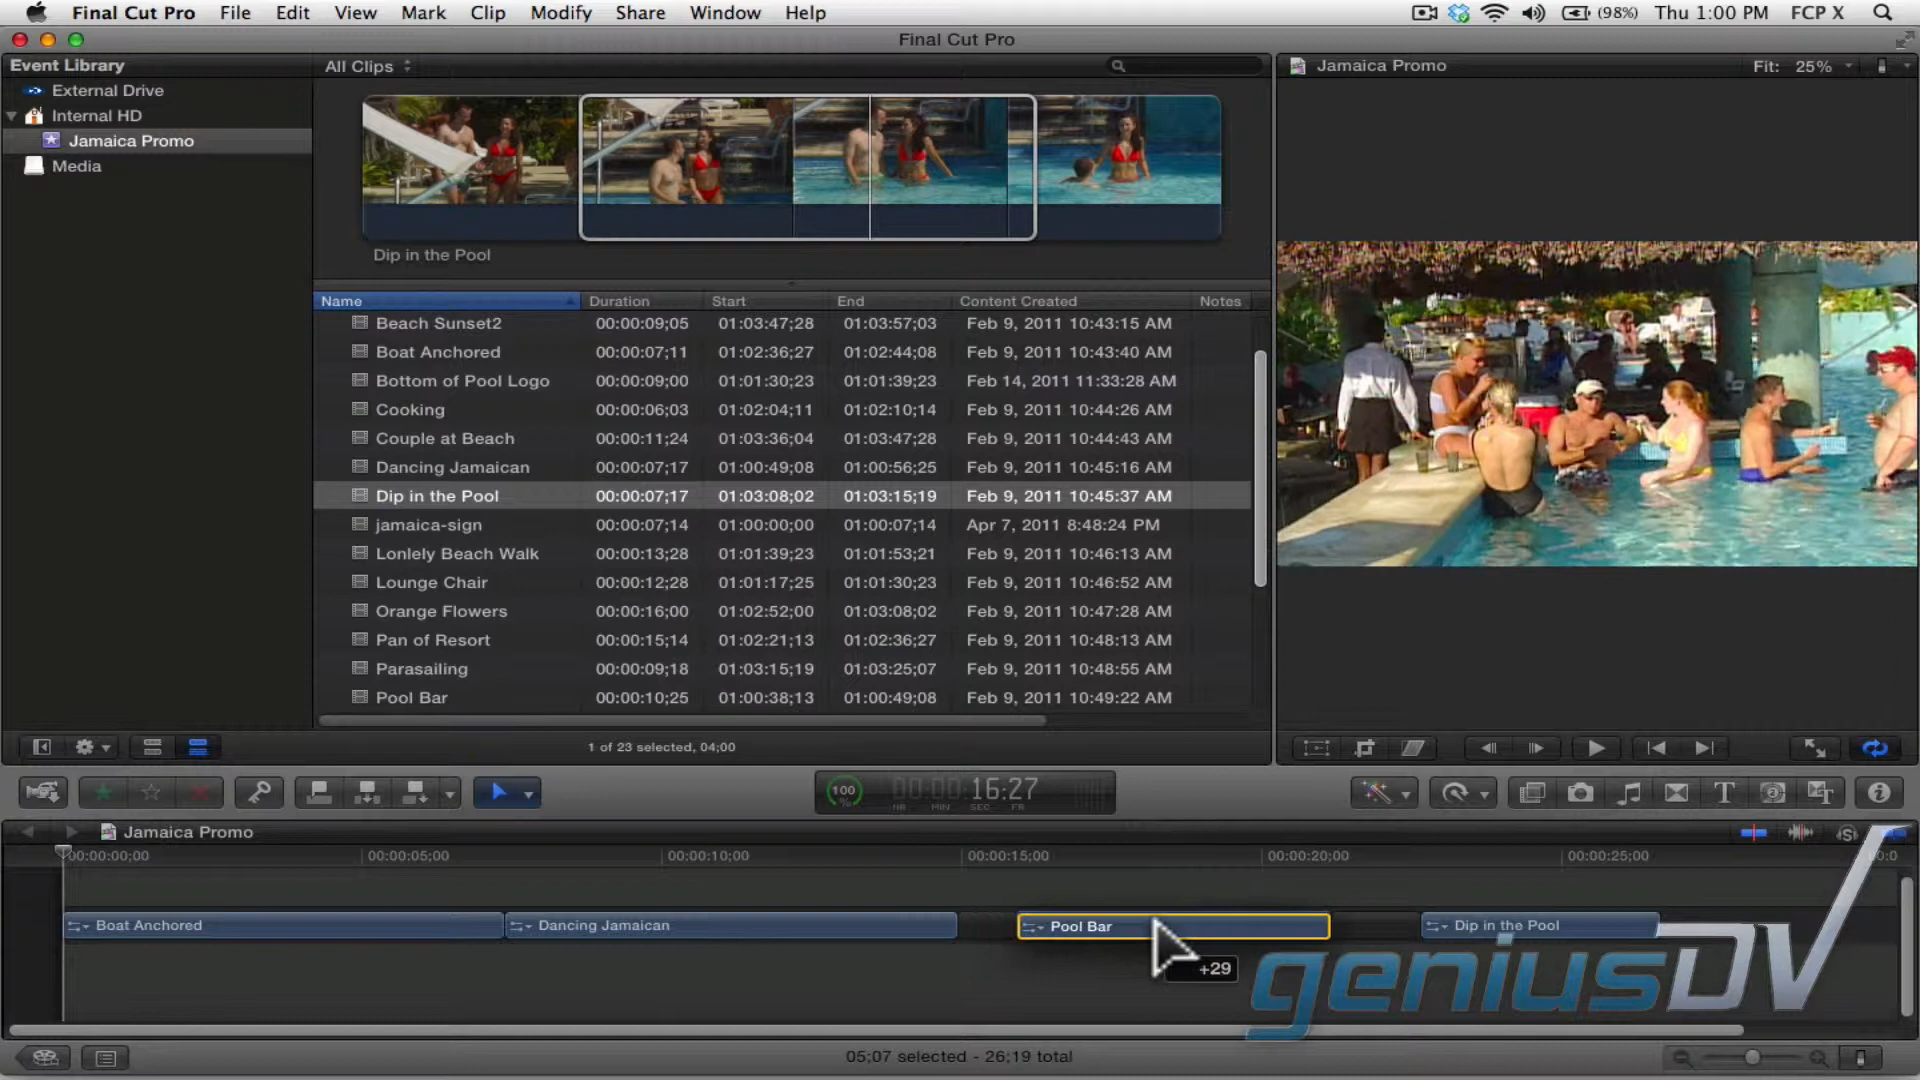 Final Cut Pro File Edit View Mark Clip Modify Share Window Help (98%) Thu 1:00 PM FCP X
Final Cut Pro
Event Library
All Clips
Jamaica Promo
Fit: 25%
External Drive
Internal HD
Jamaica Promo
Media
Dip in the Pool
Name Duration Start End Content Created Notes
Beach Sunset2 00:00:09;05 01:03:47;28 01:03:57;03 Feb 9, 2011 10:43:15 AM
Boat Anchored 00:00:07;11 01:02:36;27 01:02:44;08 Feb 9, 2011 10:43:40 AM
Bottom of Pool Logo 00:00:09;00 01:01:30;23 01:01:39;23 Feb 14, 2011 11:33:28 AM
Cooking 00:00:06;03 01:02:04;11 01:02:10;14 Feb 9, 2011 10:44:26 AM
Couple at Beach 00:00:11;24 01:03:36;04 01:03:47;28 Feb 9, 2011 10:44:43 AM
Dancing Jamaican 00:00:07;17 01:00:49;08 01:00:56;25 Feb 9, 2011 10:45:16 AM
Dip in the Pool 00:00:07;17 01:03:08;02 01:03:15;19 Feb 9, 2011 10:45:37 AM
jamaica-sign 00:00:07;14 01:00:00;00 01:00:07;14 Apr 7, 2011 8:48:24 PM
Lonlely Beach Walk 00:00:13;28 01:01:39;23 01:01:53;21 Feb 9, 2011 10:46:13 AM
Lounge Chair 00:00:12;28 01:01:17;25 01:01:30;23 Feb 9, 2011 10:46:52 AM
Orange Flowers 00:00:16;00 01:02:52;00 01:03:08;02 Feb 9, 2011 10:47:28 AM
Pan of Resort 00:00:15;14 01:02:21;13 01:02:36;27 Feb 9, 2011 10:48:13 AM
Parasailing 00:00:09;18 01:03:15;19 01:03:25;07 Feb 9, 2011 10:48:55 AM
Pool Bar 00:00:10;25 01:00:38;13 01:00:49;08 Feb 9, 2011 10:49:22 AM
1 of 23 selected, 04;00
100 % 00:00:16:27
HR MIN SEC FR
Jamaica Promo
00:00:00;00 00:00:05;00 00:00:10;00 00:00:15;00 00:00:20;00 00:00:25;00
Boat Anchored Dancing Jamaican Pool Bar Dip in the Pool
+29
geniusDV
05;07 selected - 26;19 total